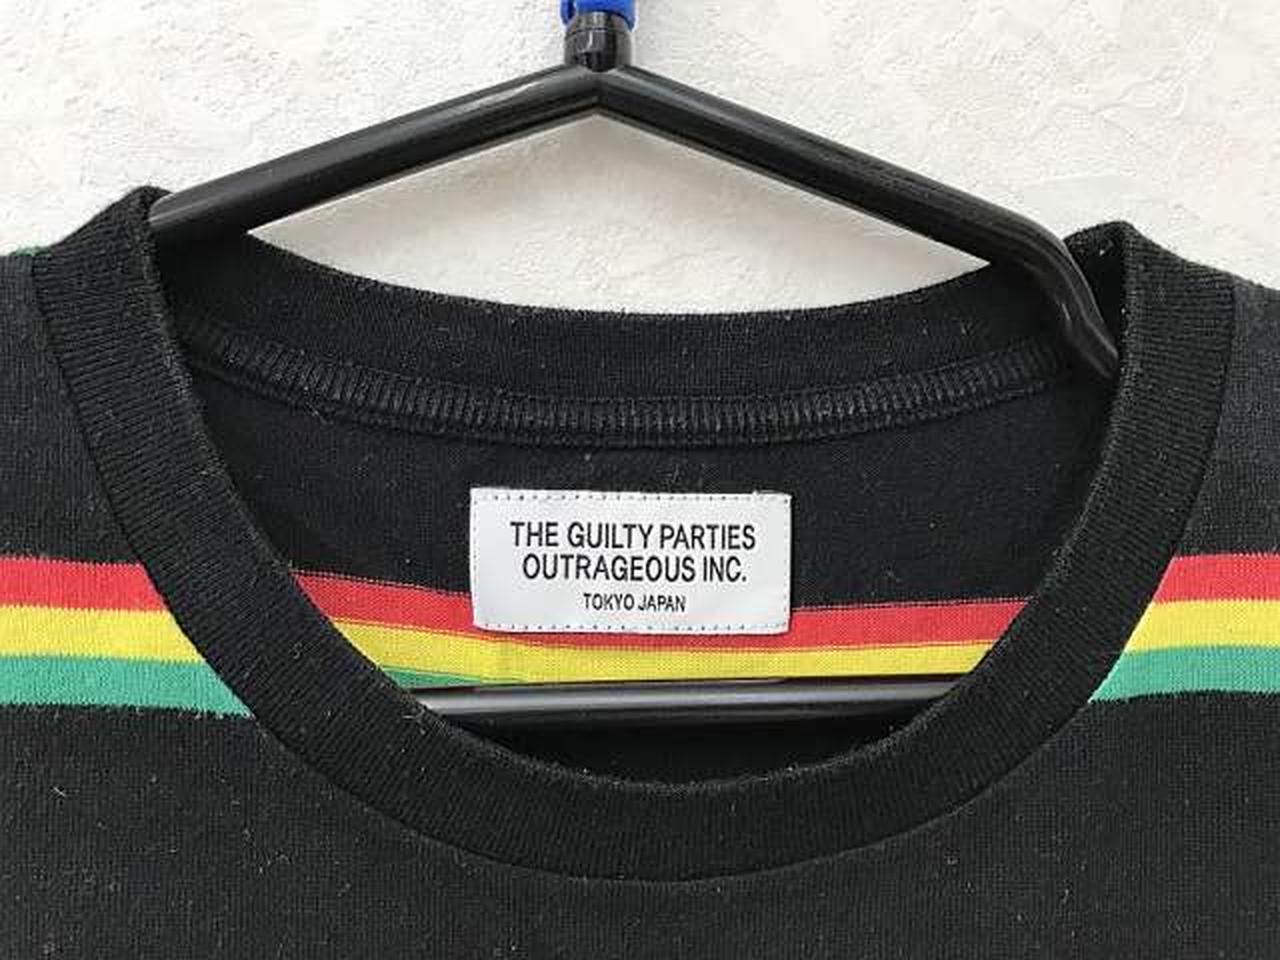 THE GUILTY PARTIES
OUTRAGEOUS INC.
TOKYO JAPAN